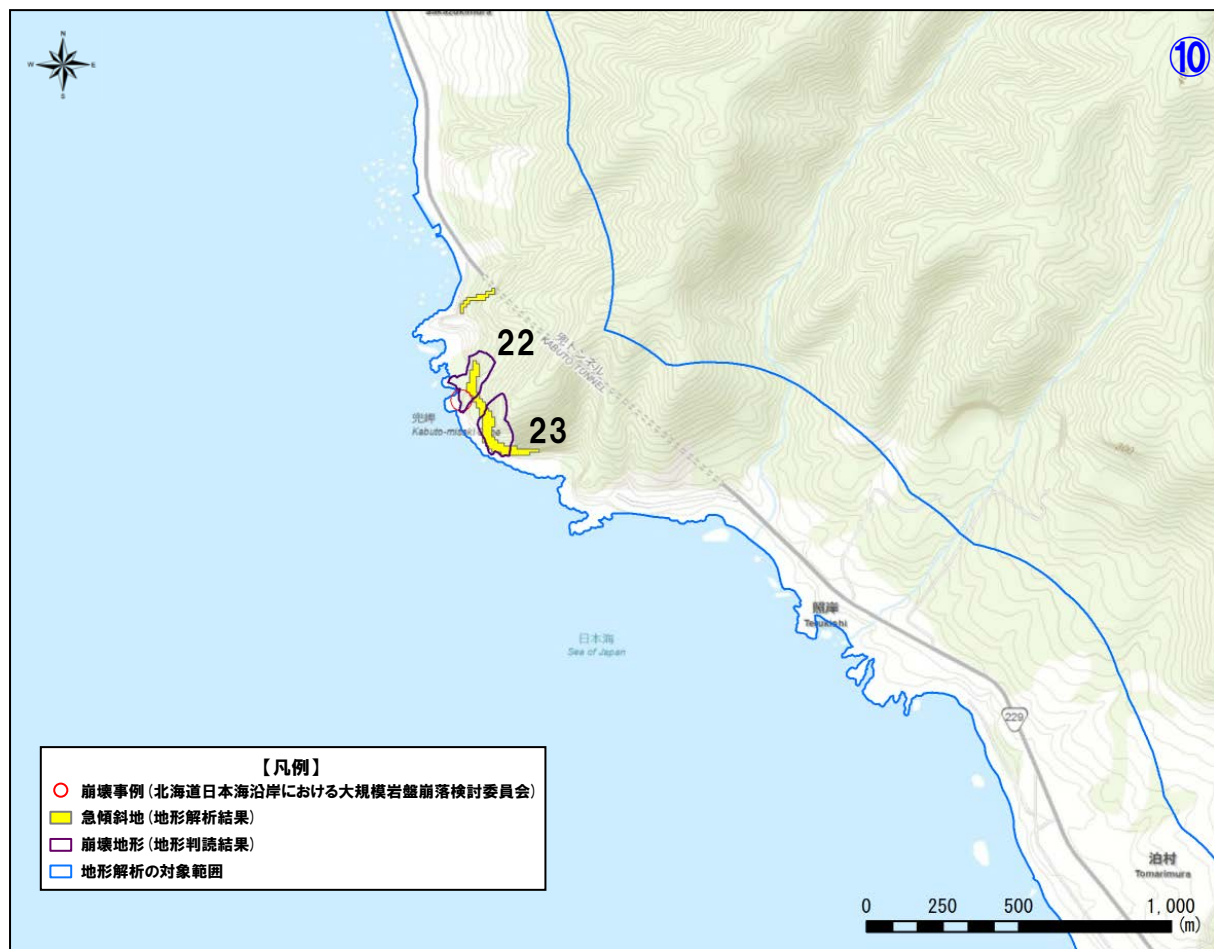 ⑩
N
W E
S
22
兜トンネル
KABUTO TUNNEL
23
兜岬
300
照岸
Terukishi
日本海
Sea of Japan
229
泊村
Tomarimura
【凡例】
崩壊事例(北海道日本海沿岸における大規模岩盤崩落検討委員会)
急傾斜地(地形解析結果)
崩壊地形(地形判読結果)
地形解析の対象範囲
0 250 500 1,000
(m)